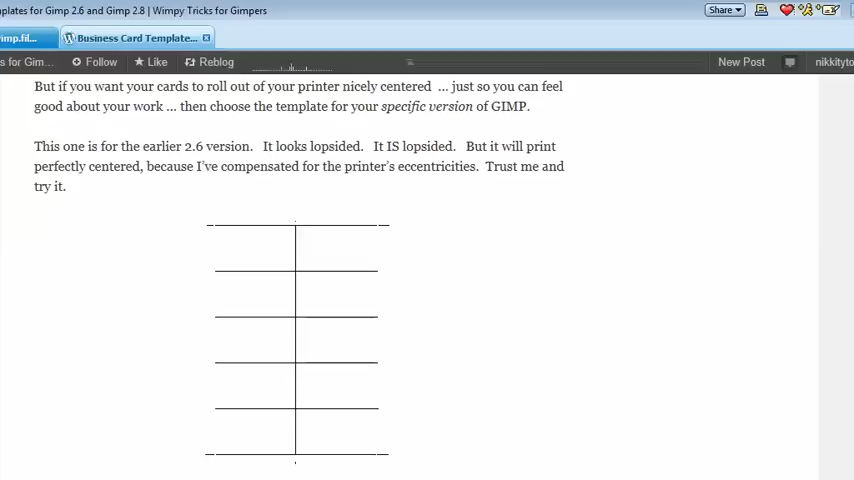 plates for Gimp 2.6 and Gimp 2.8 | Wimpy Tricks for Gimpers
Share
imp.fil...
Business Card Template...
s for Gim...
Follow
Like
Reblog
New Post
nikkityto
But if you want your cards to roll out of your printer nicely centered ... just so you can feel
good about your work ... then choose the template for your specific version of GIMP.
This one is for the earlier 2.6 version. It looks lopsided. It IS lopsided. But it will print
perfectly centered, because I've compensated for the printer's eccentricities. Trust me and
try it.